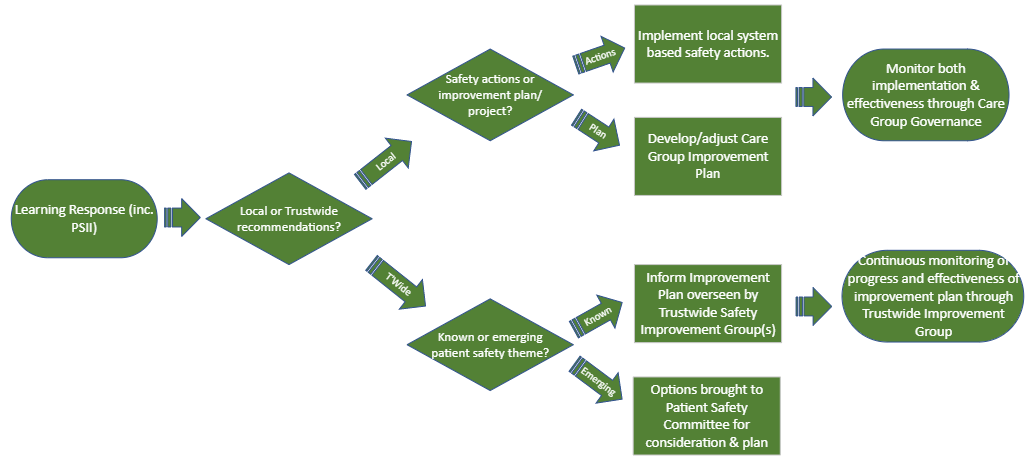 Learning Response (inc.
PSII)
Local or Trustwide
recommendations?
Local
Safety actions or
improvement plan/
project?
Actions
Implement local system
based safety actions.
Plan
Develop/adjust Care
Group Improvement
Plan
Monitor both
implementation &
effectiveness through Care
Group Governance
T'Wide
Known or emerging
patient safety theme?
Known
Inform Improvement
Plan overseen by
Trustwide Safety
Improvement Group(s)
Continuous monitoring of
progress and effectiveness of
improvement plan through
Trustwide Improvement
Group
Emerging
Options brought to
Patient Safety
Committee for
consideration & plan